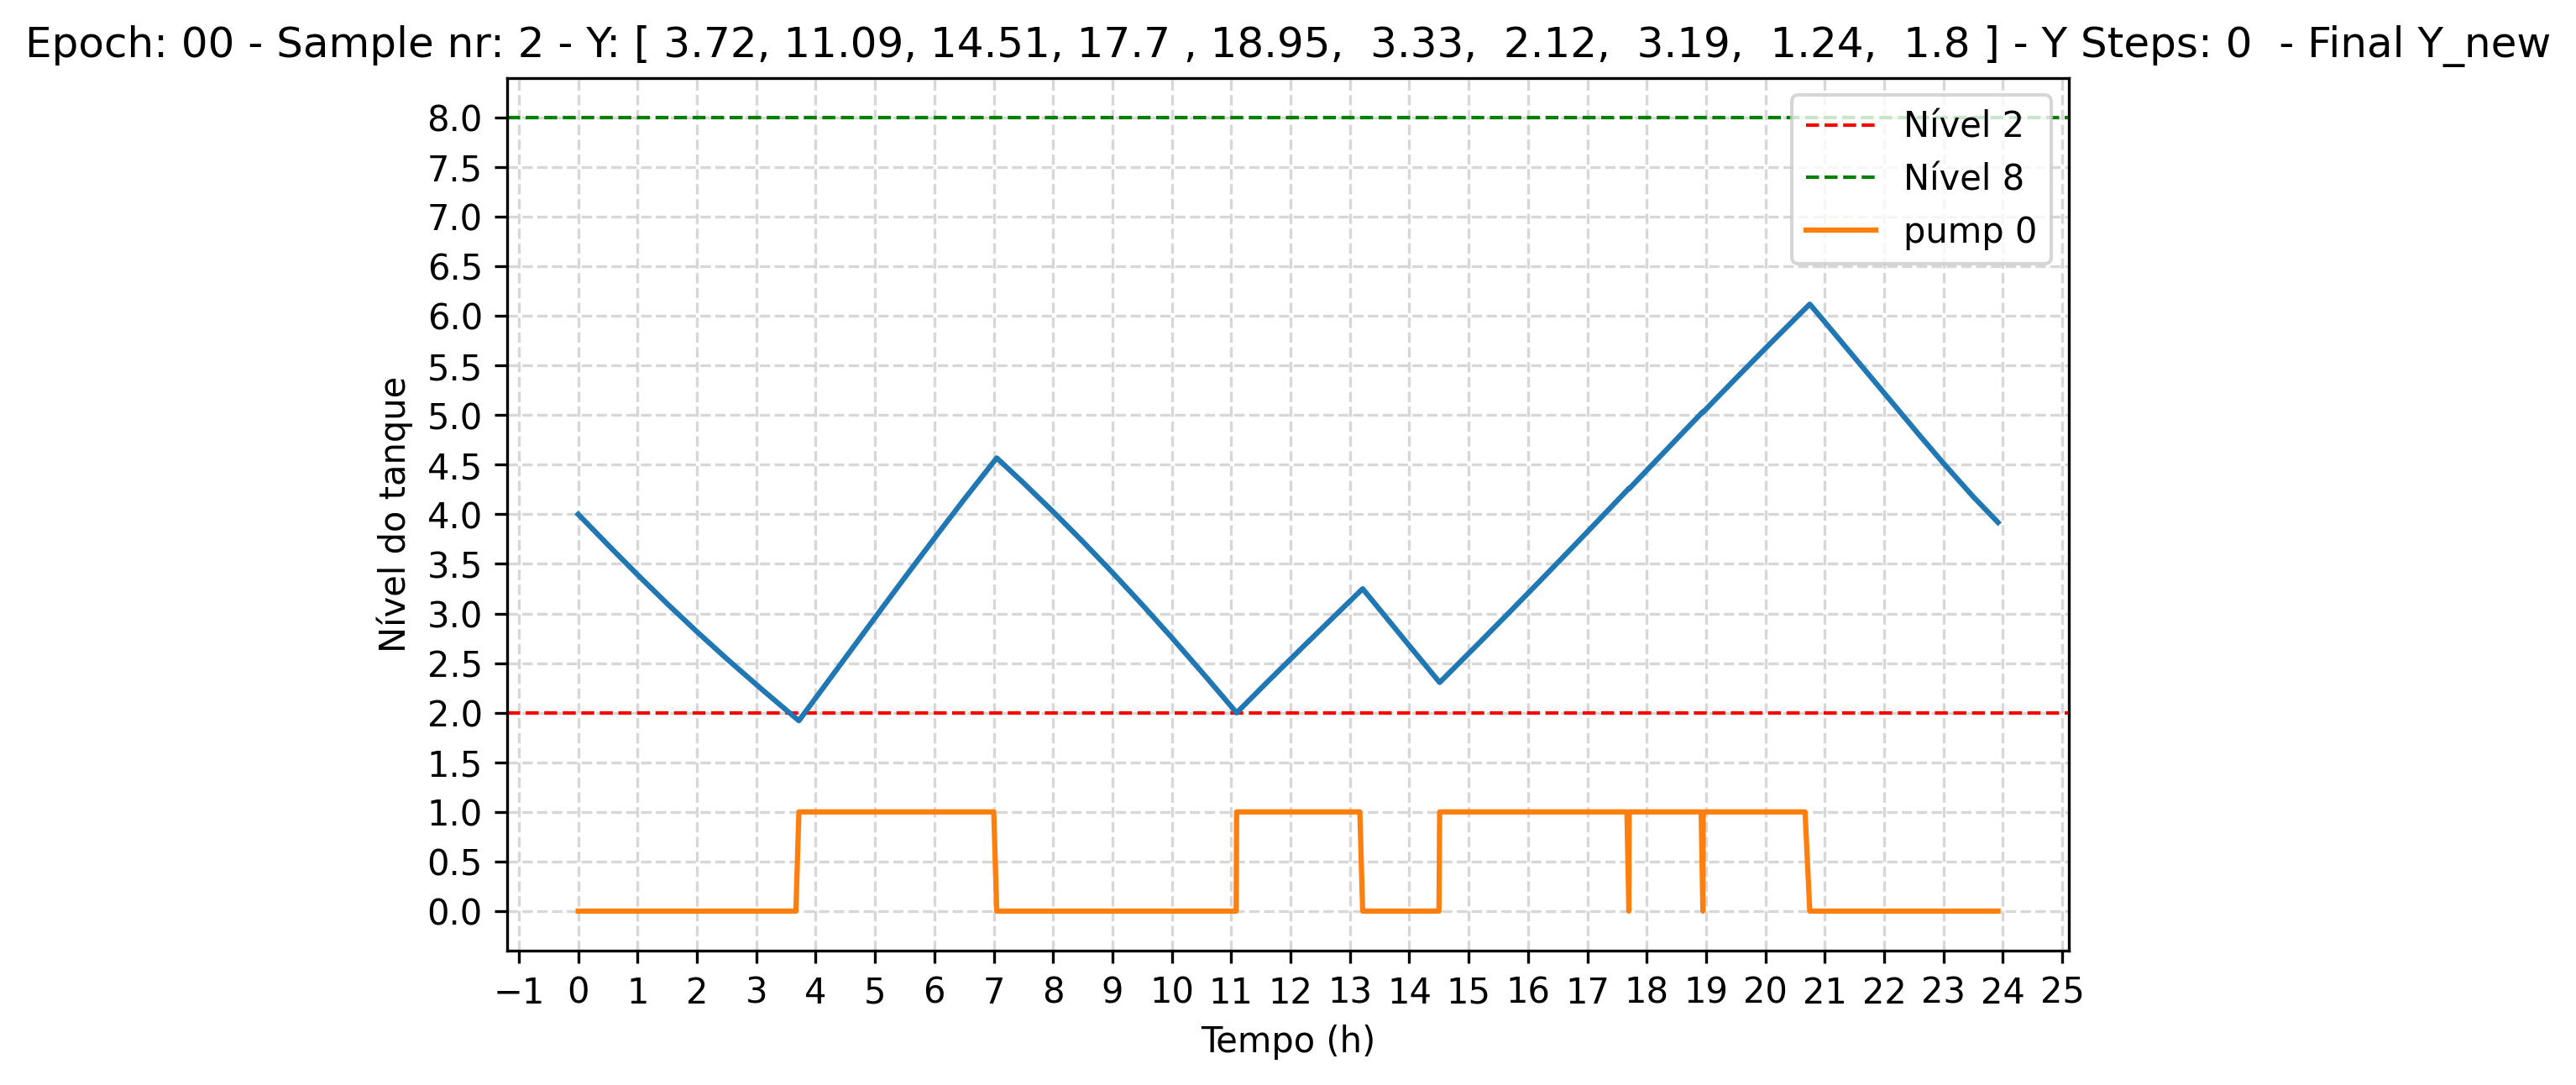 Epoch: 00 - Sample nr: 2 - Y: [ 3.72, 11.09, 14.51, 17.7 , 18.95,  3.33,  2.12,  3.19,  1.24,  1.8 ] - Y Steps: 0  - Final Y_new
Nível 2
Nível 8
pump 0
8.0
7.5
7.0
6.5
6.0
5.5
5.0
4.5
4.0
3.5
3.0
2.5
2.0
1.5
1.0
0.5
0.0
Nível do tanque
−1 0 1 2 3 4 5 6 7 8 9 10 11 12 13 14 15 16 17 18 19 20 21 22 23 24 25
Tempo (h)